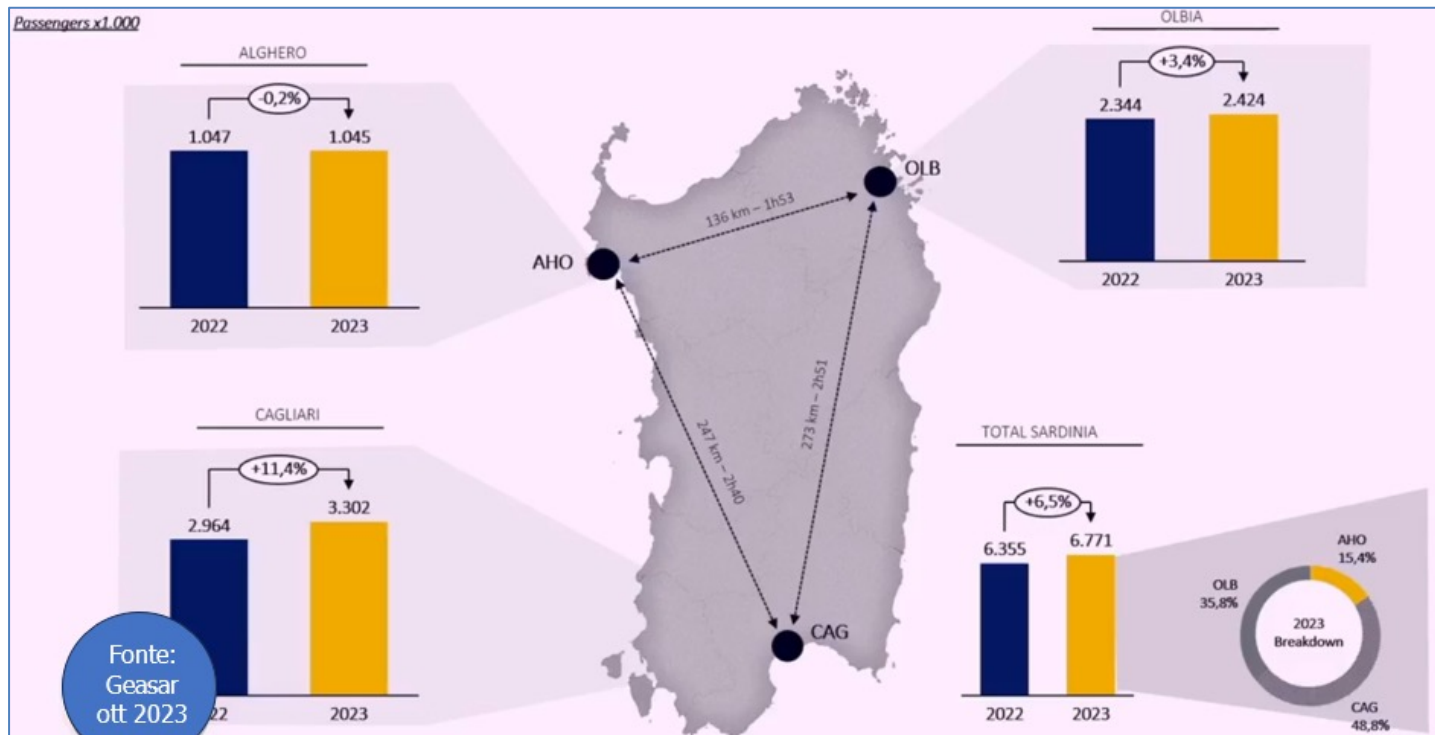 Passengers x1.000
ALGHERO
-0,2%
1.047
1.045
2022
2023
OLBIA
+3,4%
2.344
2.424
2022
2023
OLB
136 km – 1h53
AHO
247 km – 2h40
273 km – 2h51
CAG
CAGLIARI
+11,4%
2.964
3.302
22
2023
Fonte:
Geasar
ott 2023
TOTAL SARDINIA
+6,5%
6.355
6.771
2022
2023
AHO
15,4%
OLB
35,8%
2023
Breakdown
CAG
48,8%